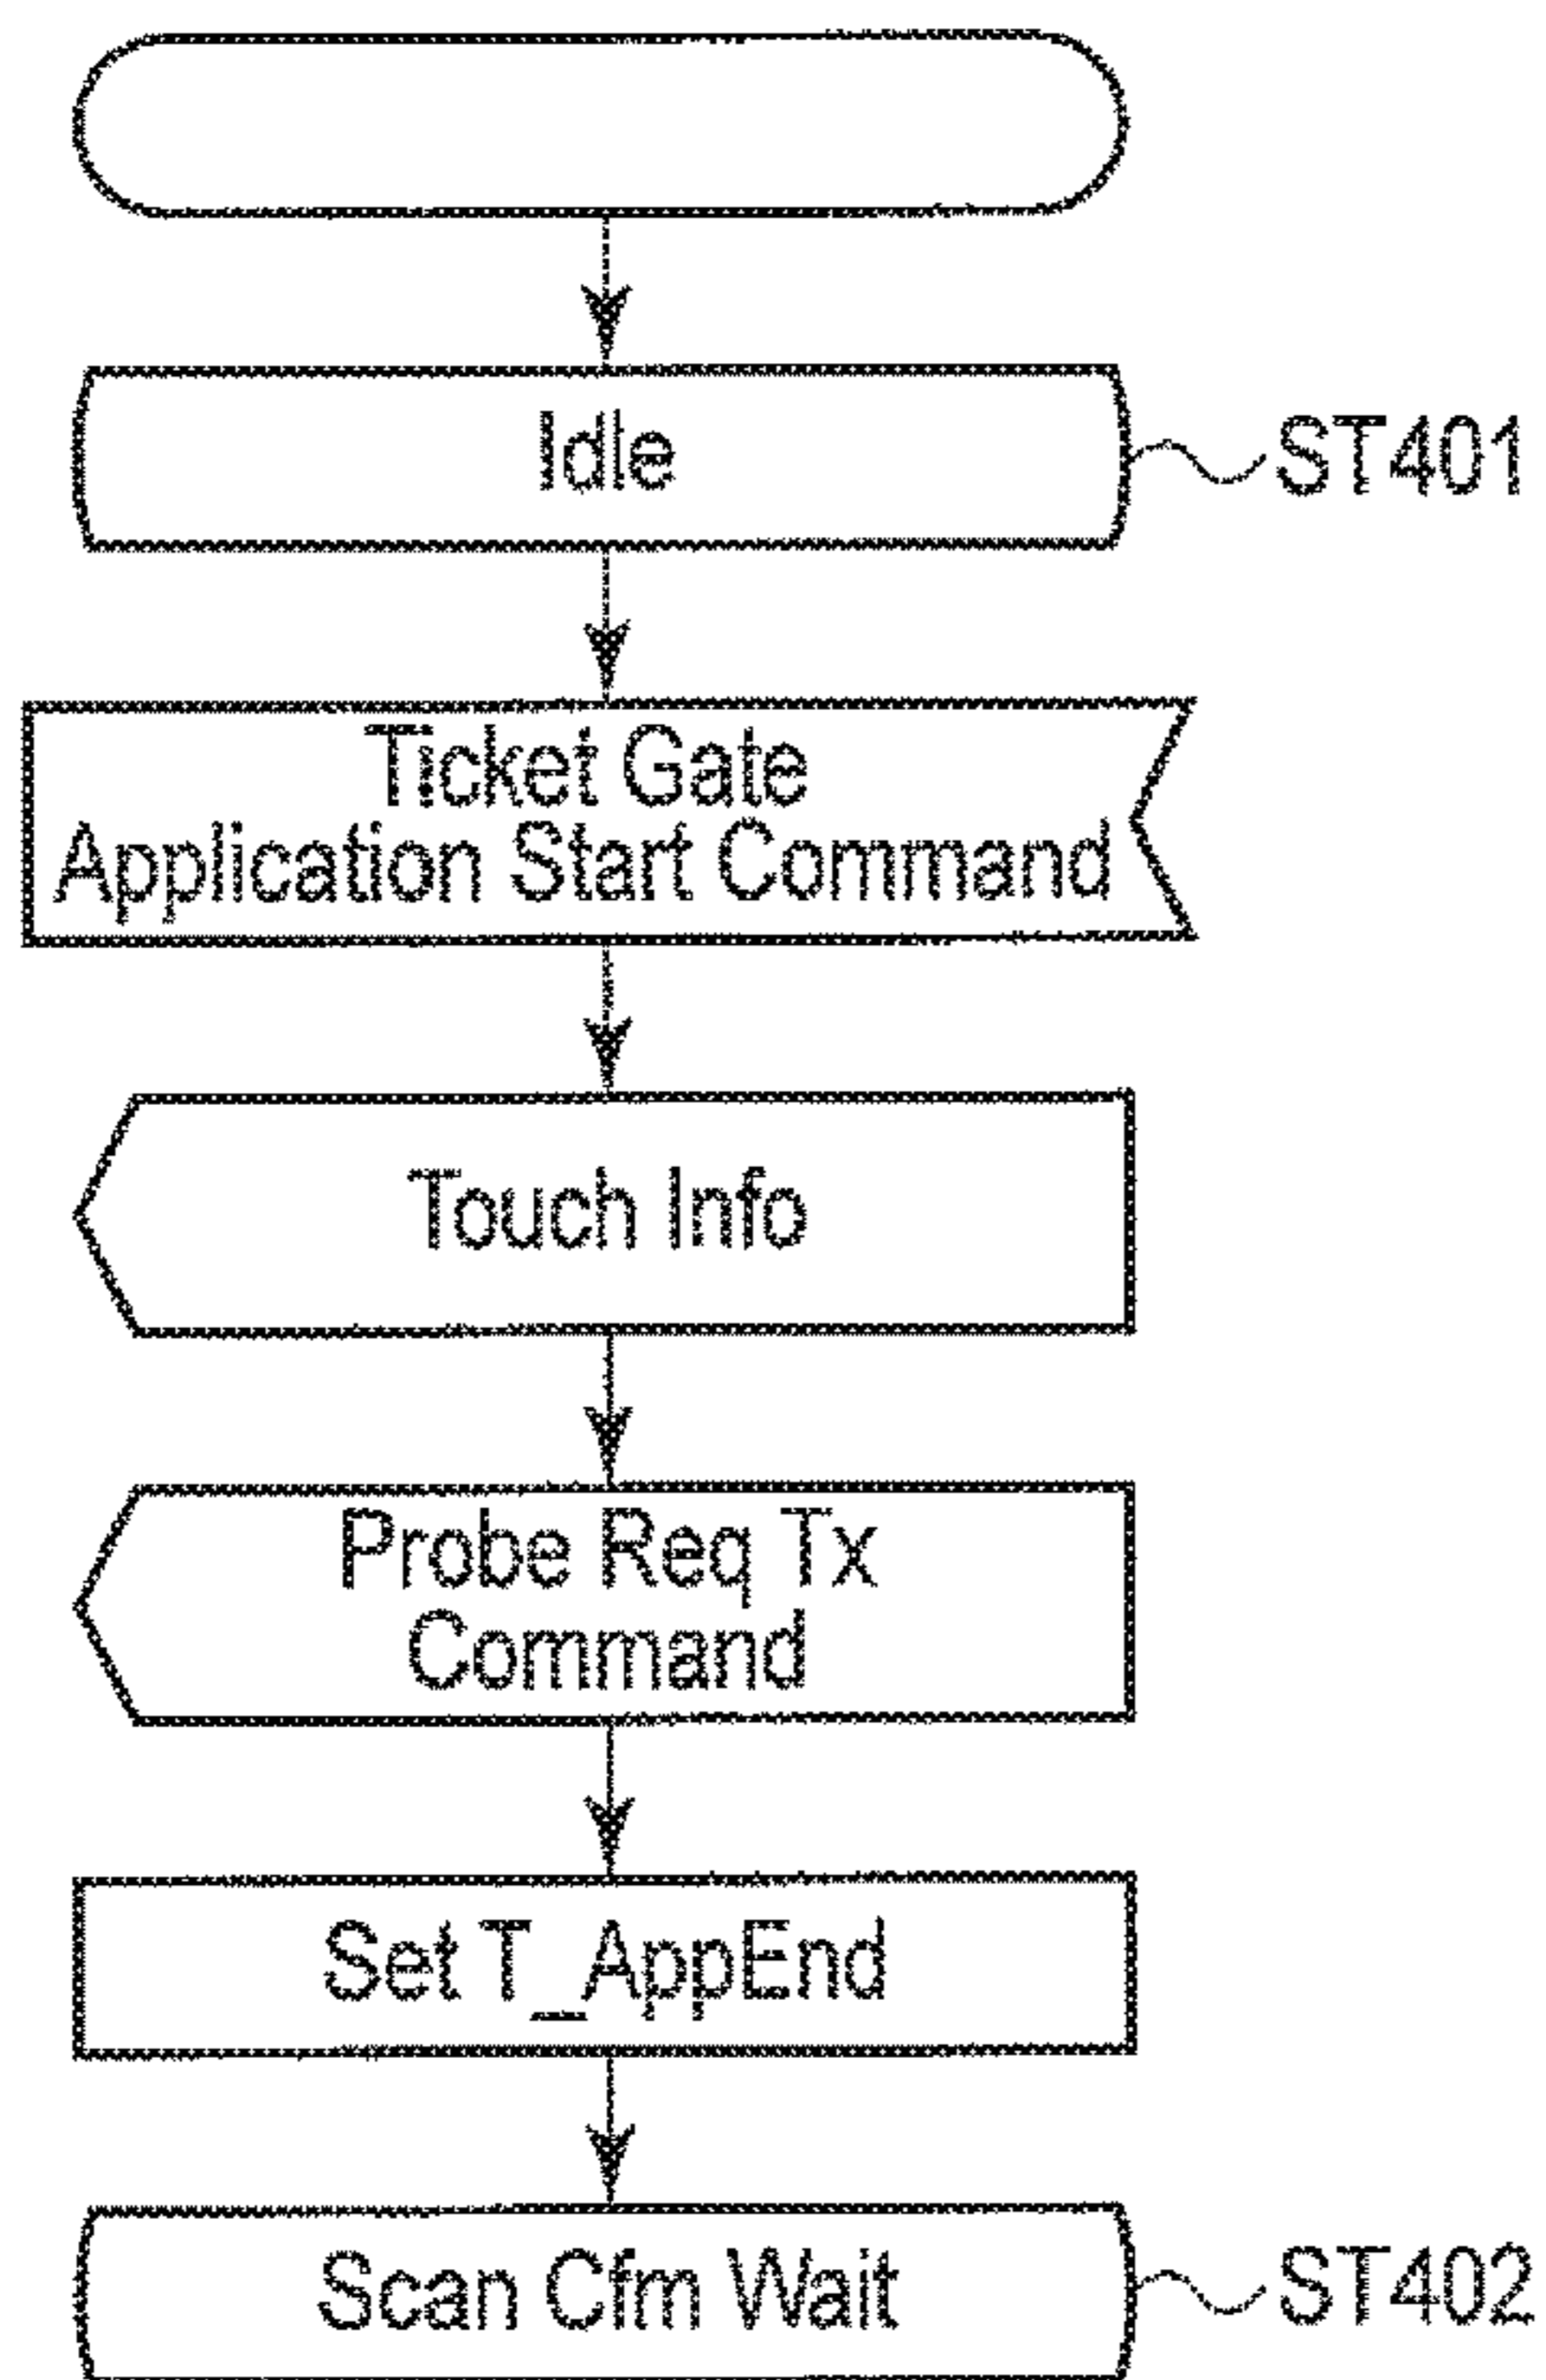 Idle
ST401
Ticket Gate
Application Start Command
Touch Info
Probe Req Tx
Command
Set T_AppEnd
Scan Cfm Wait
ST402